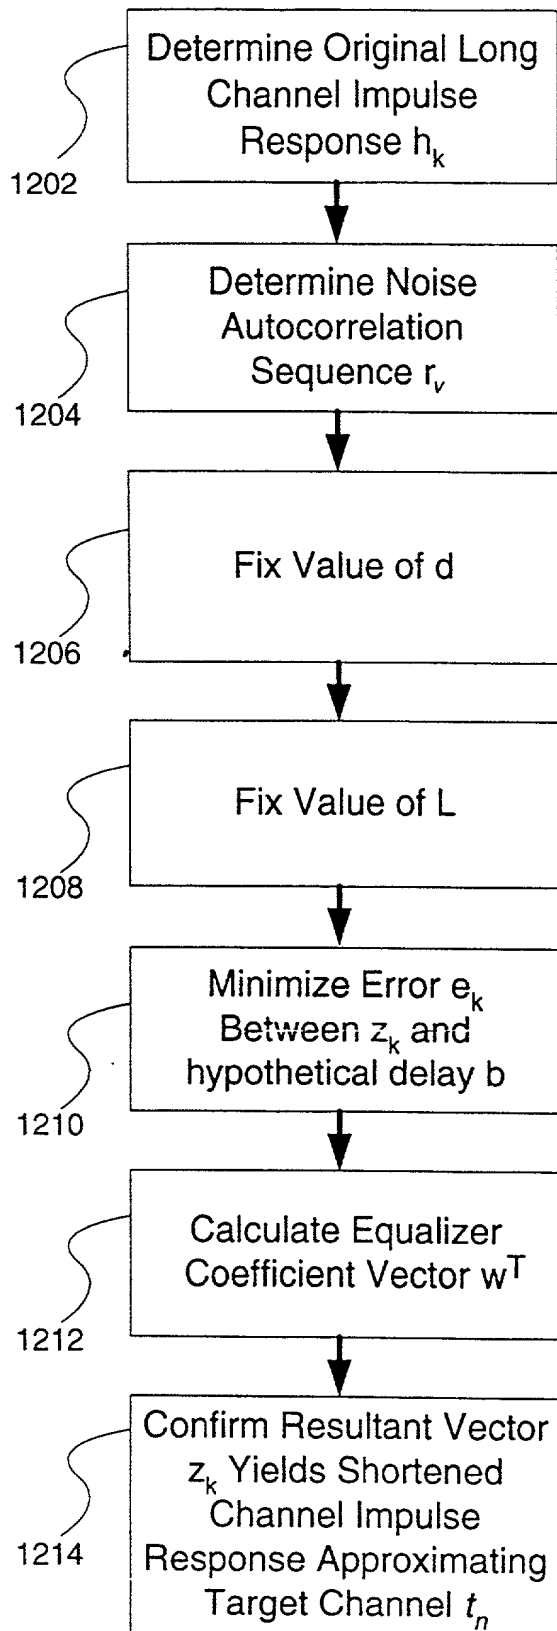 Determine Original Long
Channel Impulse
Response h_k
1202
Determine Noise
Autocorrelation
Sequence r_v
1204
Fix Value of d
1206
Fix Value of L
1208
Minimize Error e_k
Between z_k and
hypothetical delay b
1210
Calculate Equalizer
Coefficient Vector w^T
1212
Confirm Resultant Vector
z_k Yields Shortened
Channel Impulse
Response Approximating
Target Channel t_n
1214